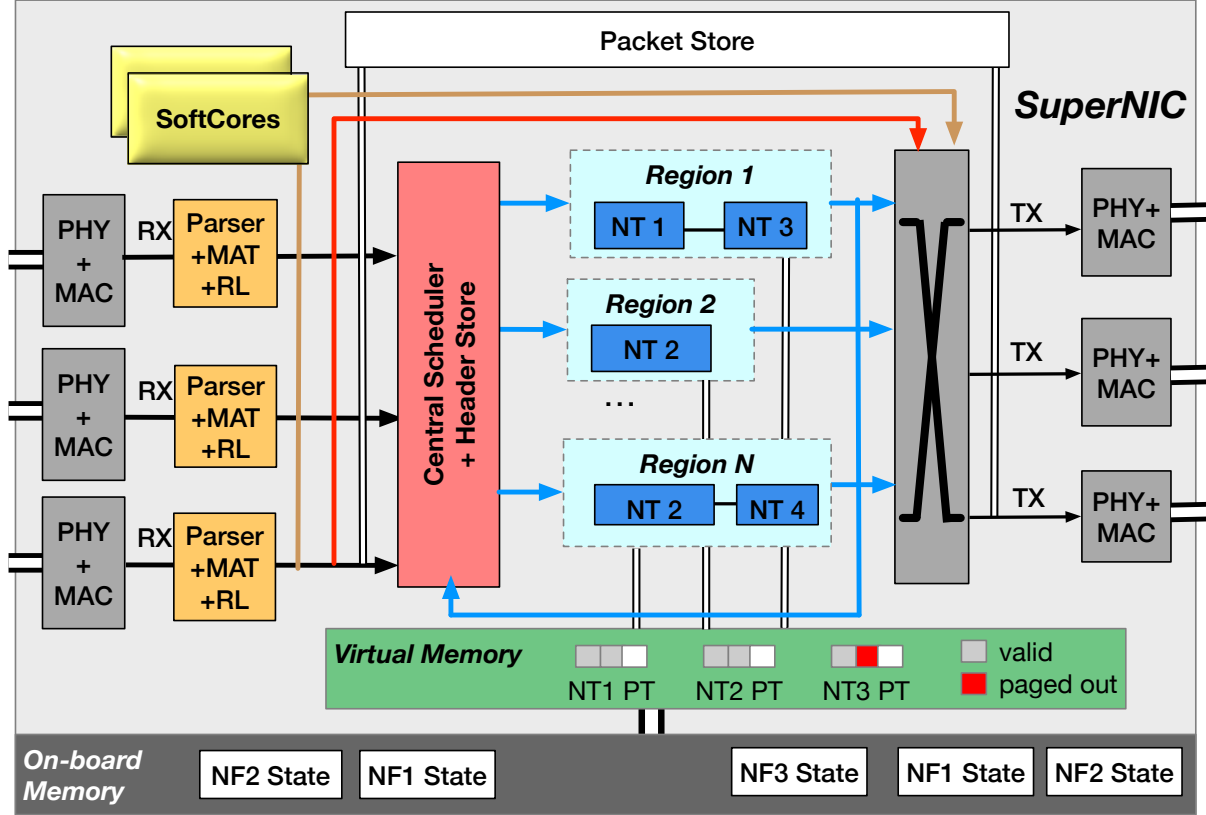 Packet Store
SoftCores
SuperNIC
PHY
+
MAC
RX
Parser
+MAT
+RL
PHY
+
MAC
RX
Parser
+MAT
+RL
PHY
+
MAC
RX
Parser
+MAT
+RL
Central Scheduler
+ Header Store
Region 1
NT 1
NT 3
Region 2
NT 2
...
Region N
NT 2
NT 4
TX
PHY+
MAC
TX
PHY+
MAC
TX
PHY+
MAC
Virtual Memory
NT1 PT
NT2 PT
NT3 PT
valid
paged out
On-board
Memory
NF2 State
NF1 State
NF3 State
NF1 State
NF2 State